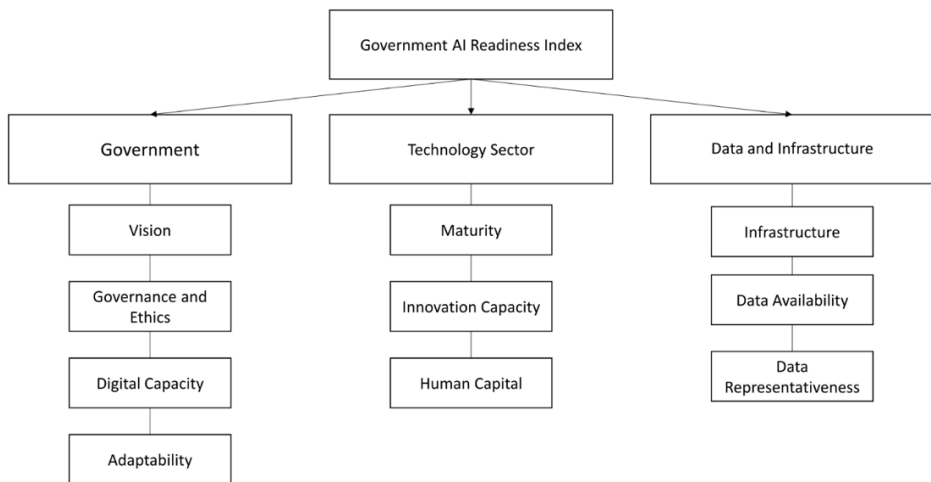 Government AI Readiness Index
Government
Technology Sector
Data and Infrastructure
Vision
Maturity
Infrastructure
Governance and
Ethics
Innovation Capacity
Data Availability
Digital Capacity
Human Capital
Data
Representativeness
Adaptability